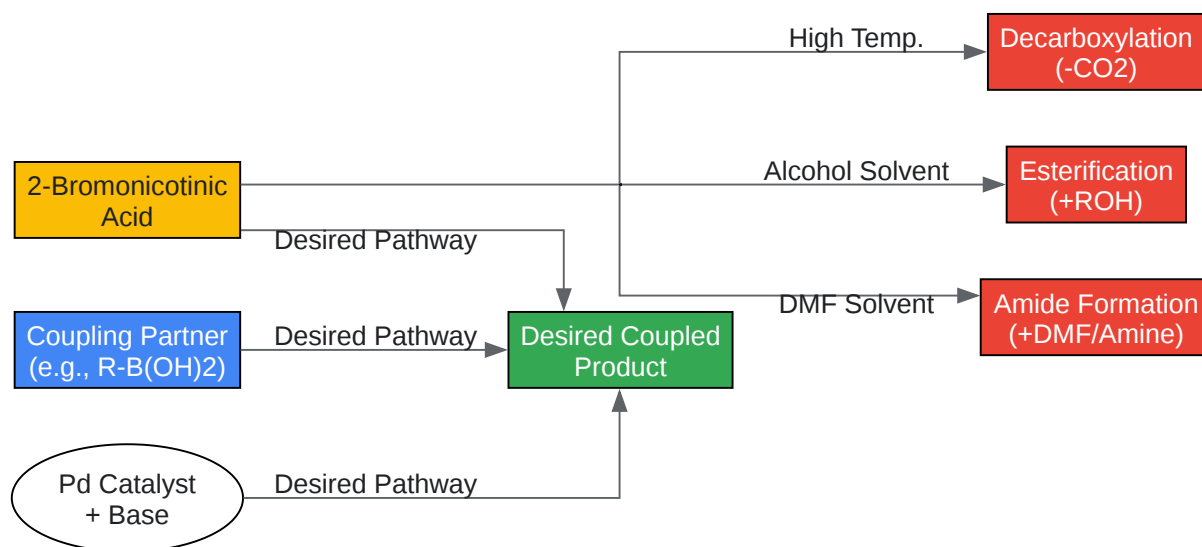 High Temp.
Decarboxylation
(-CO2)
2-Bromonicotinic
Acid
Alcohol Solvent
Esterification
(+ROH)
Desired Pathway
DMF Solvent
Amide Formation
(+DMF/Amine)
Coupling Partner
(e.g., R-B(OH)2)
Desired Pathway
Desired Coupled
Product
Pd Catalyst
+ Base
Desired Pathway